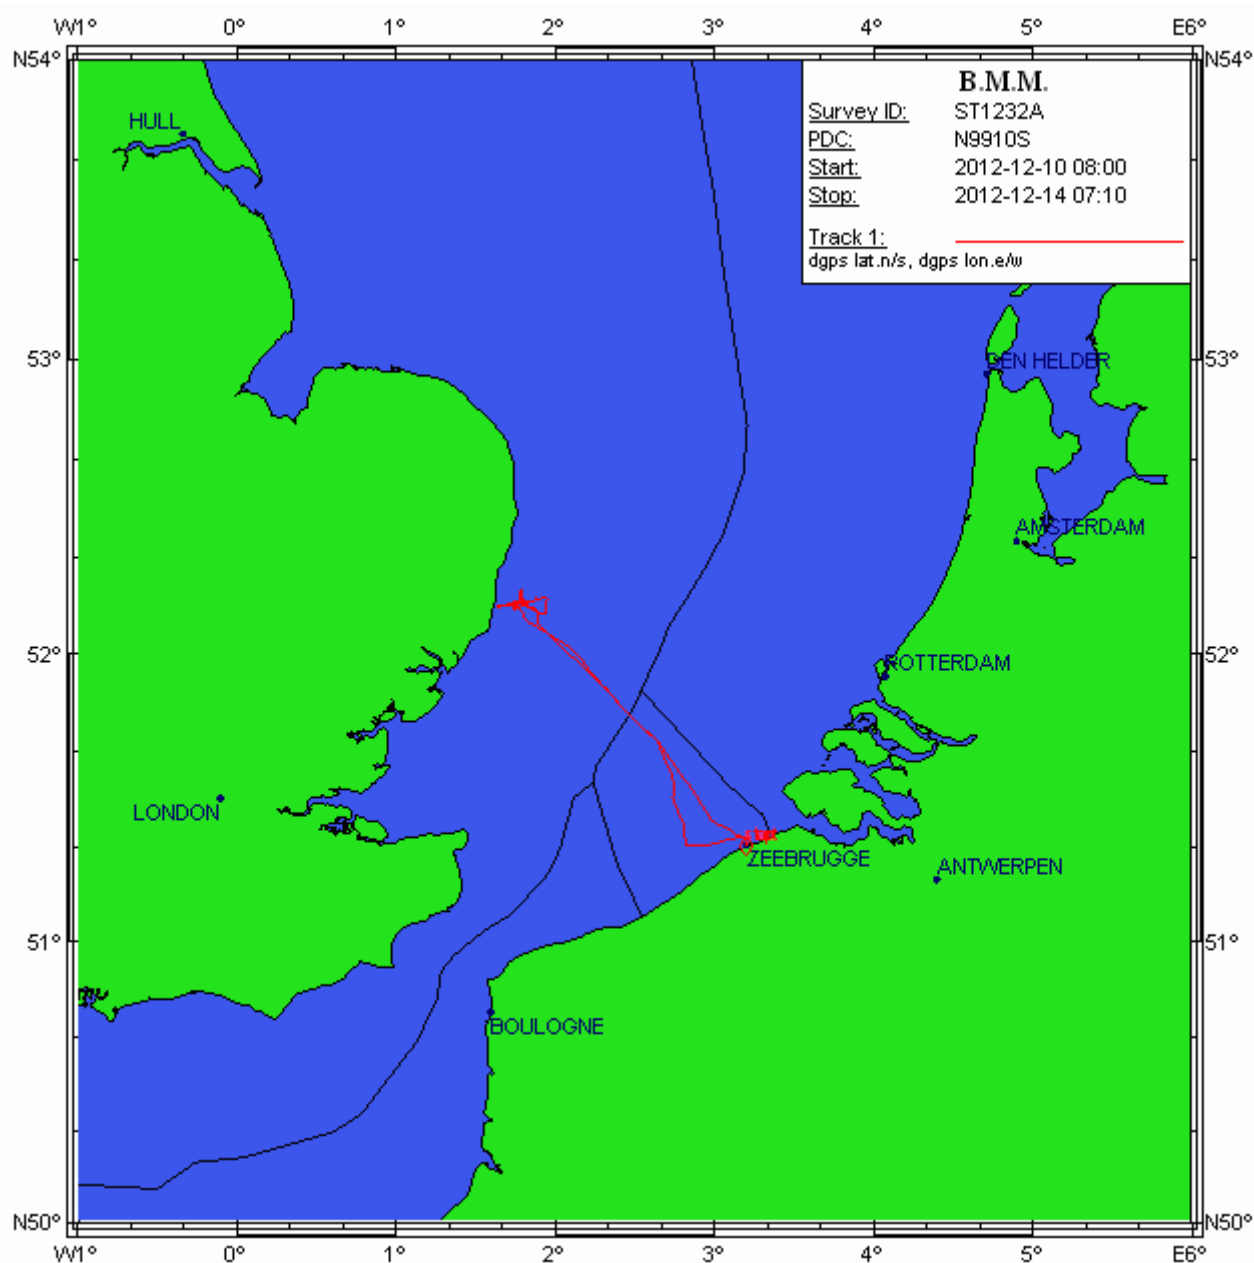 W1° 0° 1° 2° 3° 4° 5° E6°
N54° N54°
B.M.M.
Survey ID: ST1232A
PDC: N9910S
Start: 2012-12-10 08:00
Stop: 2012-12-14 07:10
Track 1:
dgps lat.n/s, dgps lon.e/w
HULL
53° 53°
DEN HELDER
AMSTERDAM
52° 52°
ROTTERDAM
LONDON
ZEEBRUGGE
ANTWERPEN
51° 51°
BOULOGNE
N50° N50°
W1° 0° 1° 2° 3° 4° 5° E6°